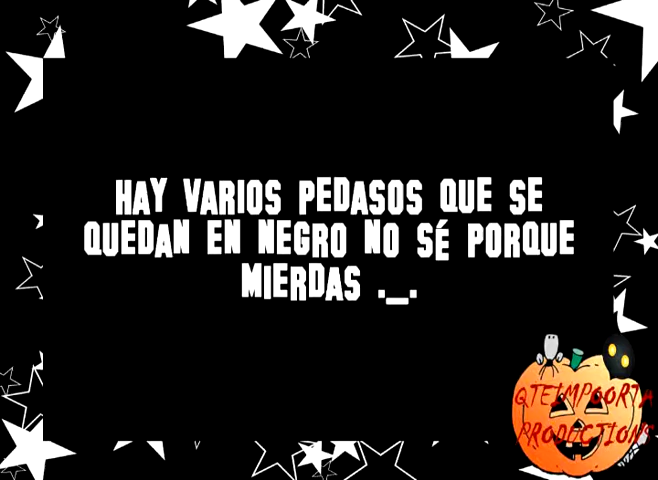 HAY VARIOS PEDASOS QUE SE
QUEDAN EN NEGRO NO SÉ PORQUE
MIERDAS ._.
QTEIMPOORTA
PRODUCTIONS